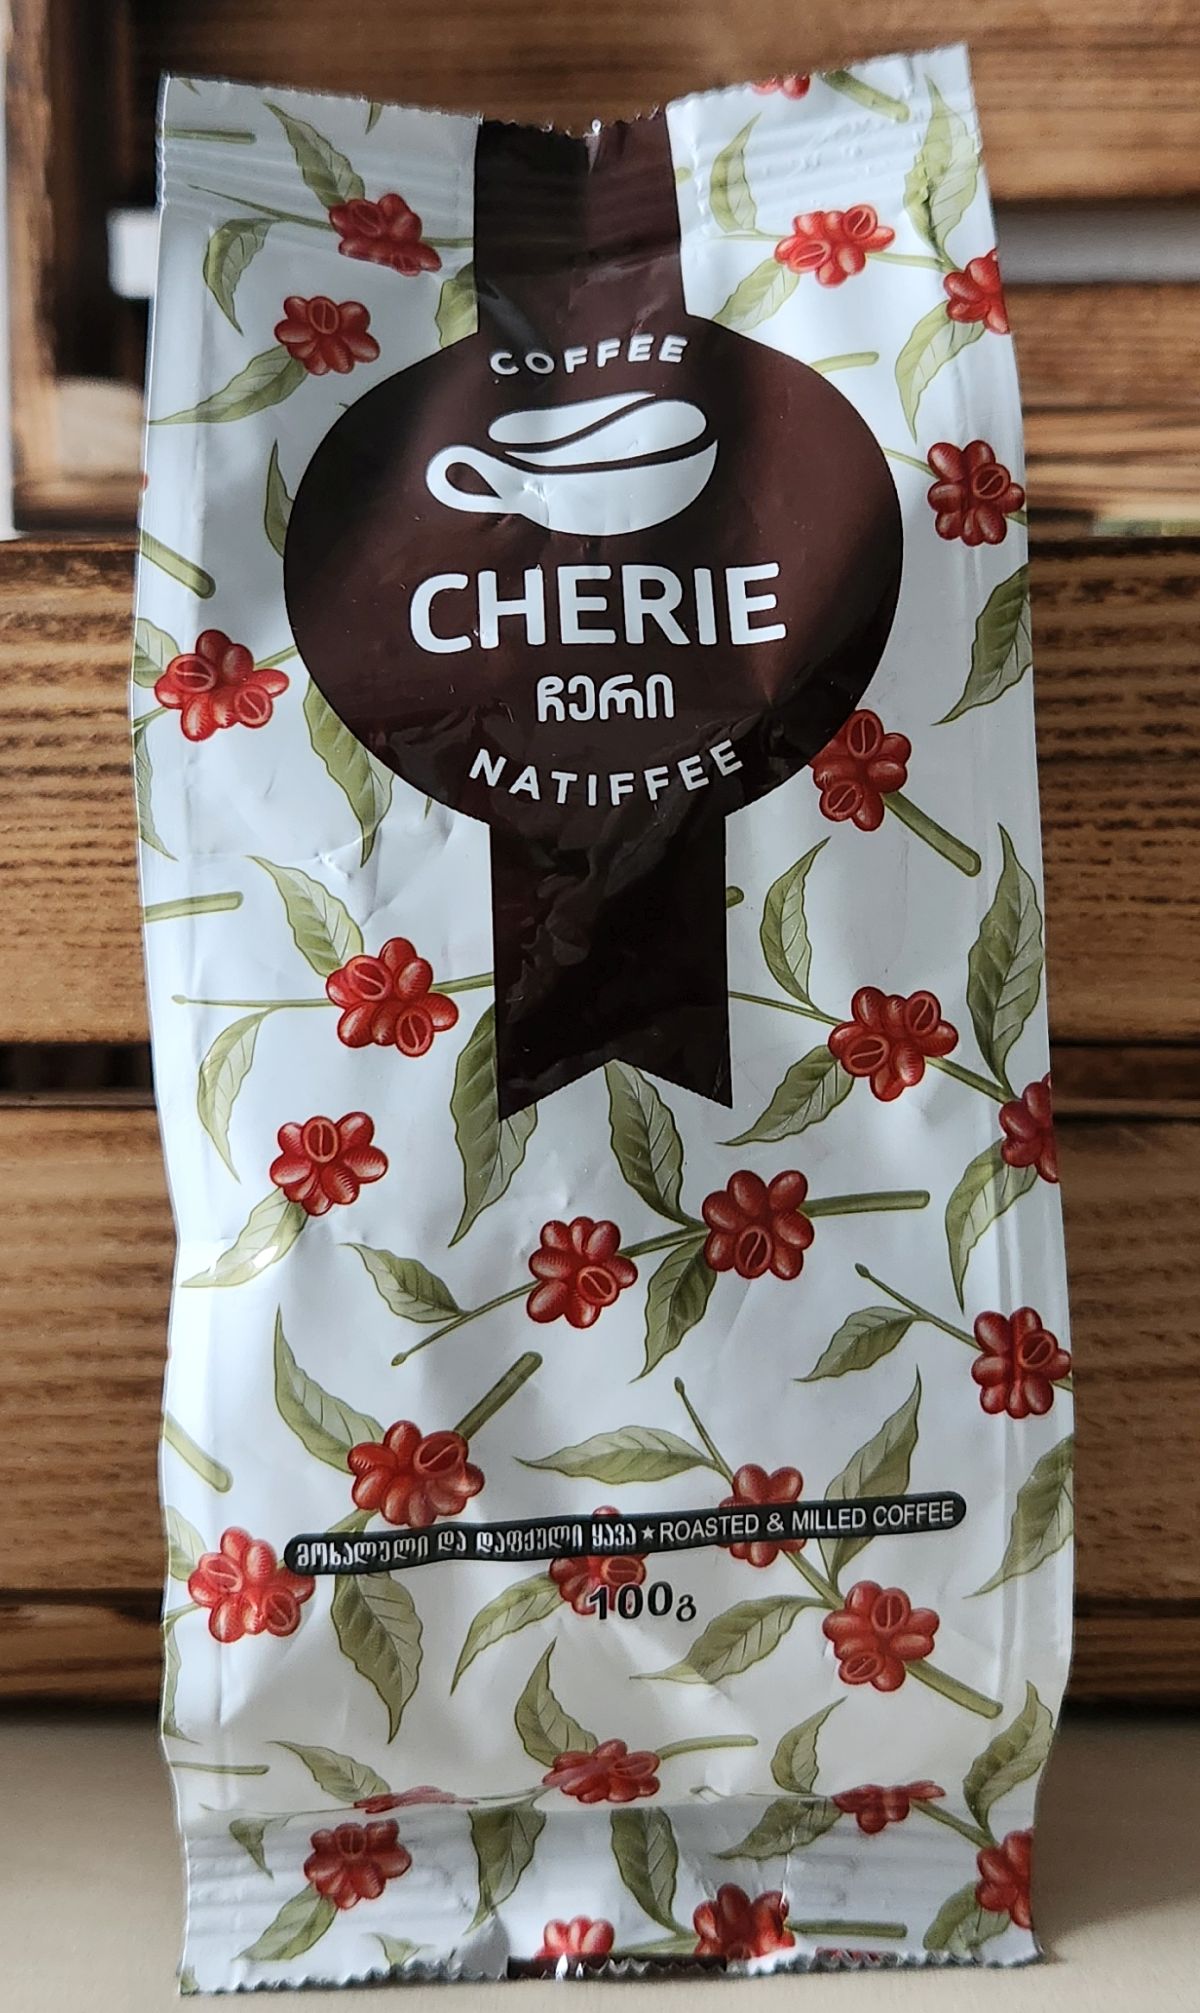 COFFEE
CHERIE
ჩერი
NATIFFEE
მოხალული და დაფქული ყავა ★ ROASTED & MILLED COFFEE
100გ